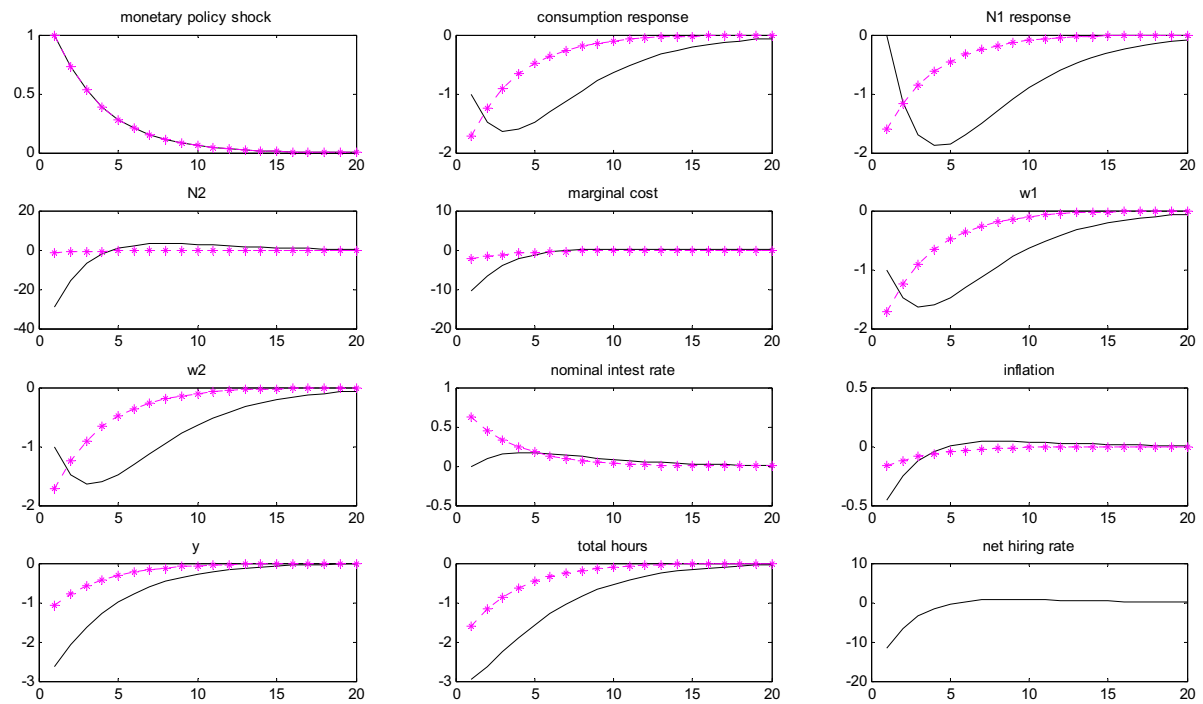 monetary policy shock
1
0.5
0
0 5 10 15 20
consumption response
0
-1
-2
0 5 10 15 20
N1 response
0
-1
-2
0 5 10 15 20
N2
20
0
-20
-40
0 5 10 15 20
marginal cost
10
0
-10
-20
0 5 10 15 20
w1
0
-1
-2
0 5 10 15 20
w2
0
-1
-2
0 5 10 15 20
nominal intest rate
1
0.5
0
-0.5
0 5 10 15 20
inflation
0.5
0
-0.5
0 5 10 15 20
y
0
-1
-2
-3
0 5 10 15 20
total hours
0
-1
-2
-3
0 5 10 15 20
net hiring rate
10
0
-10
-20
0 5 10 15 20